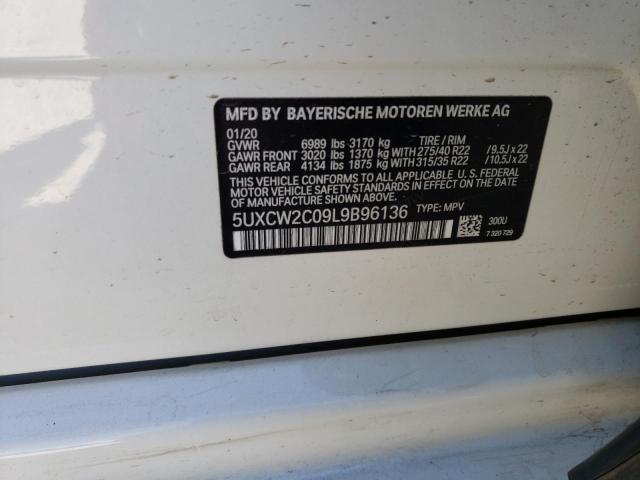 MFD BY BAYERISCHE MOTOREN WERKE AG
01/20
GVWR 6989 lbs 3170 kg TIRE / RIM
GAWR FRONT 3020 lbs 1370 kg WITH 275/40 R22 / 9.5J x 22
GAWR REAR 4134 lbs 1875 kg WITH 315/35 R22 / 10.5J x 22
THIS VEHICLE CONFORMS TO ALL APPLICABLE U. S. FEDERAL
MOTOR VEHICLE SAFETY STANDARDS IN EFFECT ON THE DATE
OF MANUFACTURE SHOWN ABOVE.
5UXCW2C09L9B96136 TYPE: MPV
300U
7 320 729